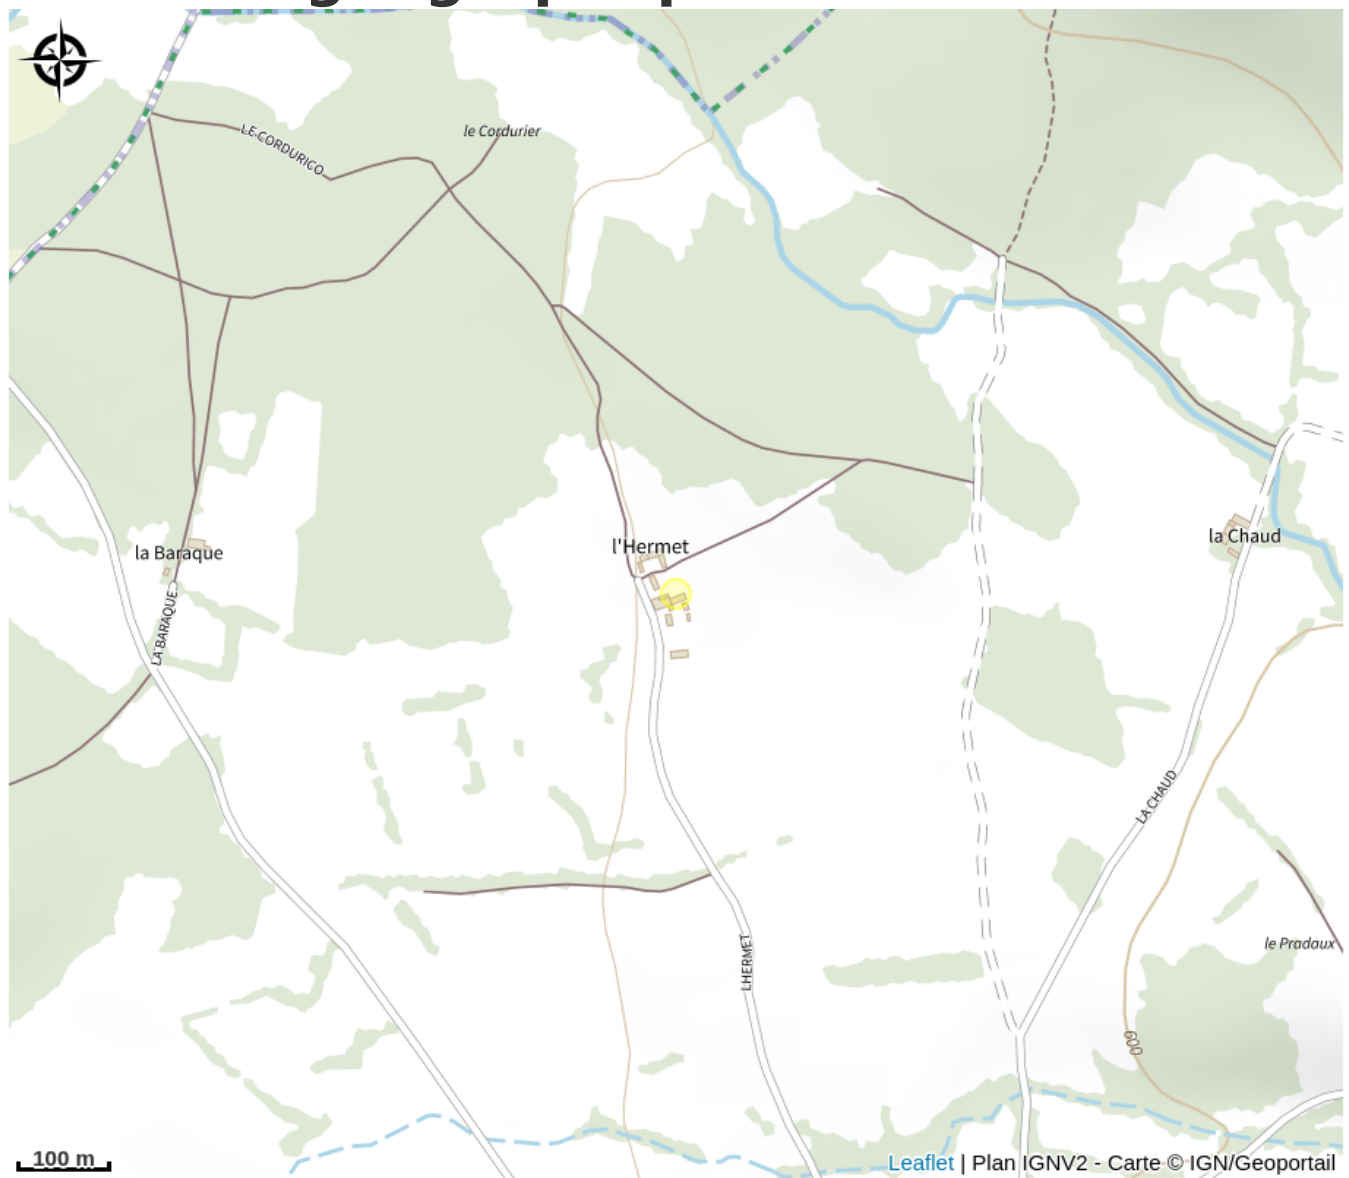 le Cordurier
LE CORDURICO
l'Hermet
la Baraque
la Chaud
LA BARAQUE
LA CHAUD
LHERMET
le Pradaux
600
100 m
Leaflet | Plan IGNV2 - Carte © IGN/Geoportail